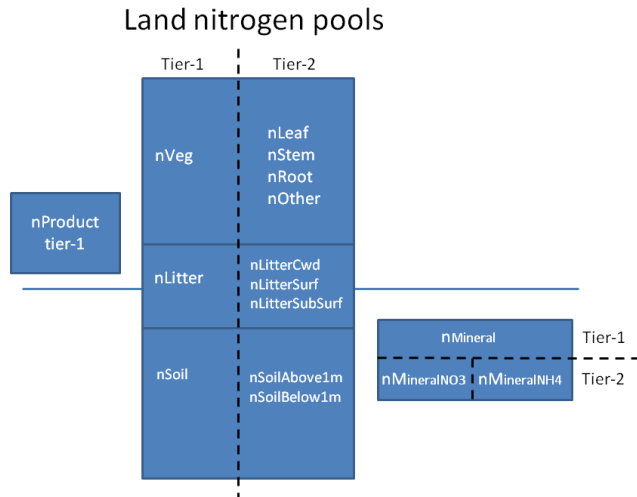 Land nitrogen pools
Tier-1
Tier-2
nVeg
nLeaf
nStem
nRoot
nOther
nProduct
tier-1
nLitter
nLitterCwd
nLitterSurf
nLitterSubSurf
nMineral
Tier-1
nSoil
nSoilAbove1m
nSoilBelow1m
nMineralNO3
nMineralNH4
Tier-2